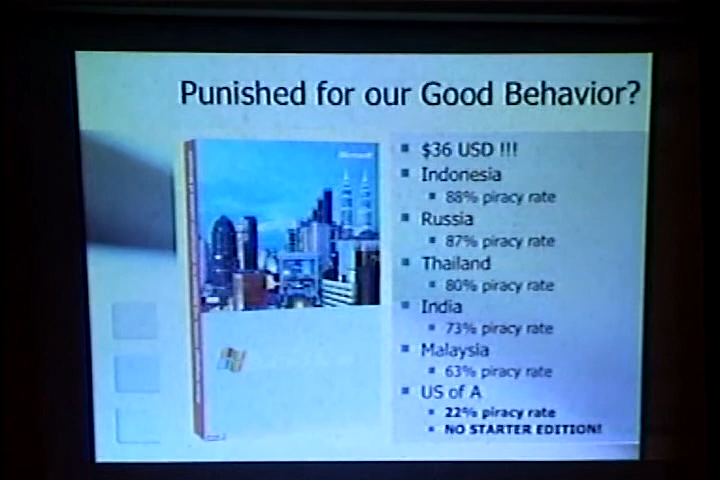 Punished for our Good Behavior?
Microsoft
$36 USD !!!
Indonesia
88% piracy rate
Russia
87% piracy rate
Thailand
80% piracy rate
India
73% piracy rate
Malaysia
63% piracy rate
US of A
22% piracy rate
NO STARTER EDITION!